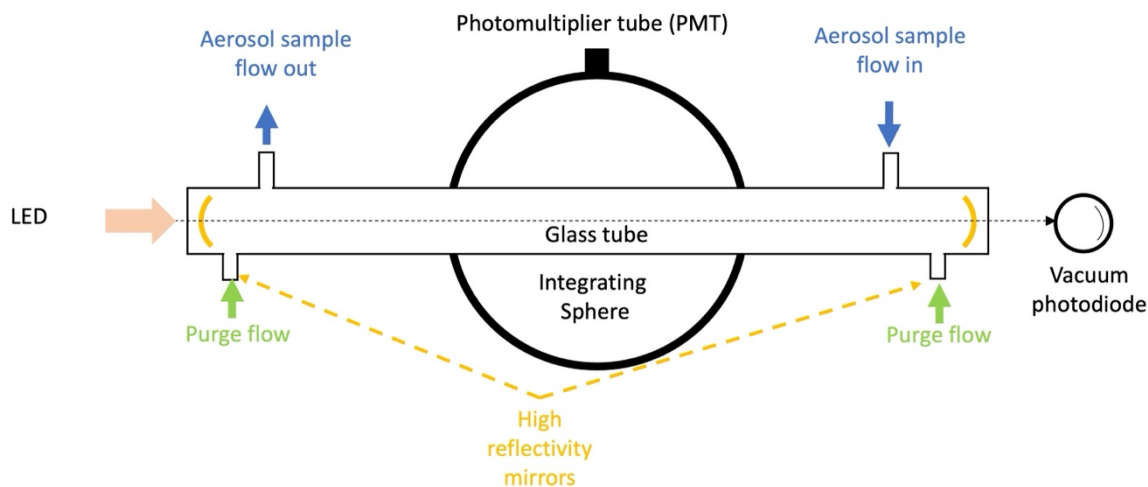 Photomultiplier tube (PMT)
Aerosol sample
flow out
Aerosol sample
flow in
LED
Glass tube
Integrating
Sphere
Vacuum
photodiode
Purge flow
Purge flow
High
reflectivity
mirrors